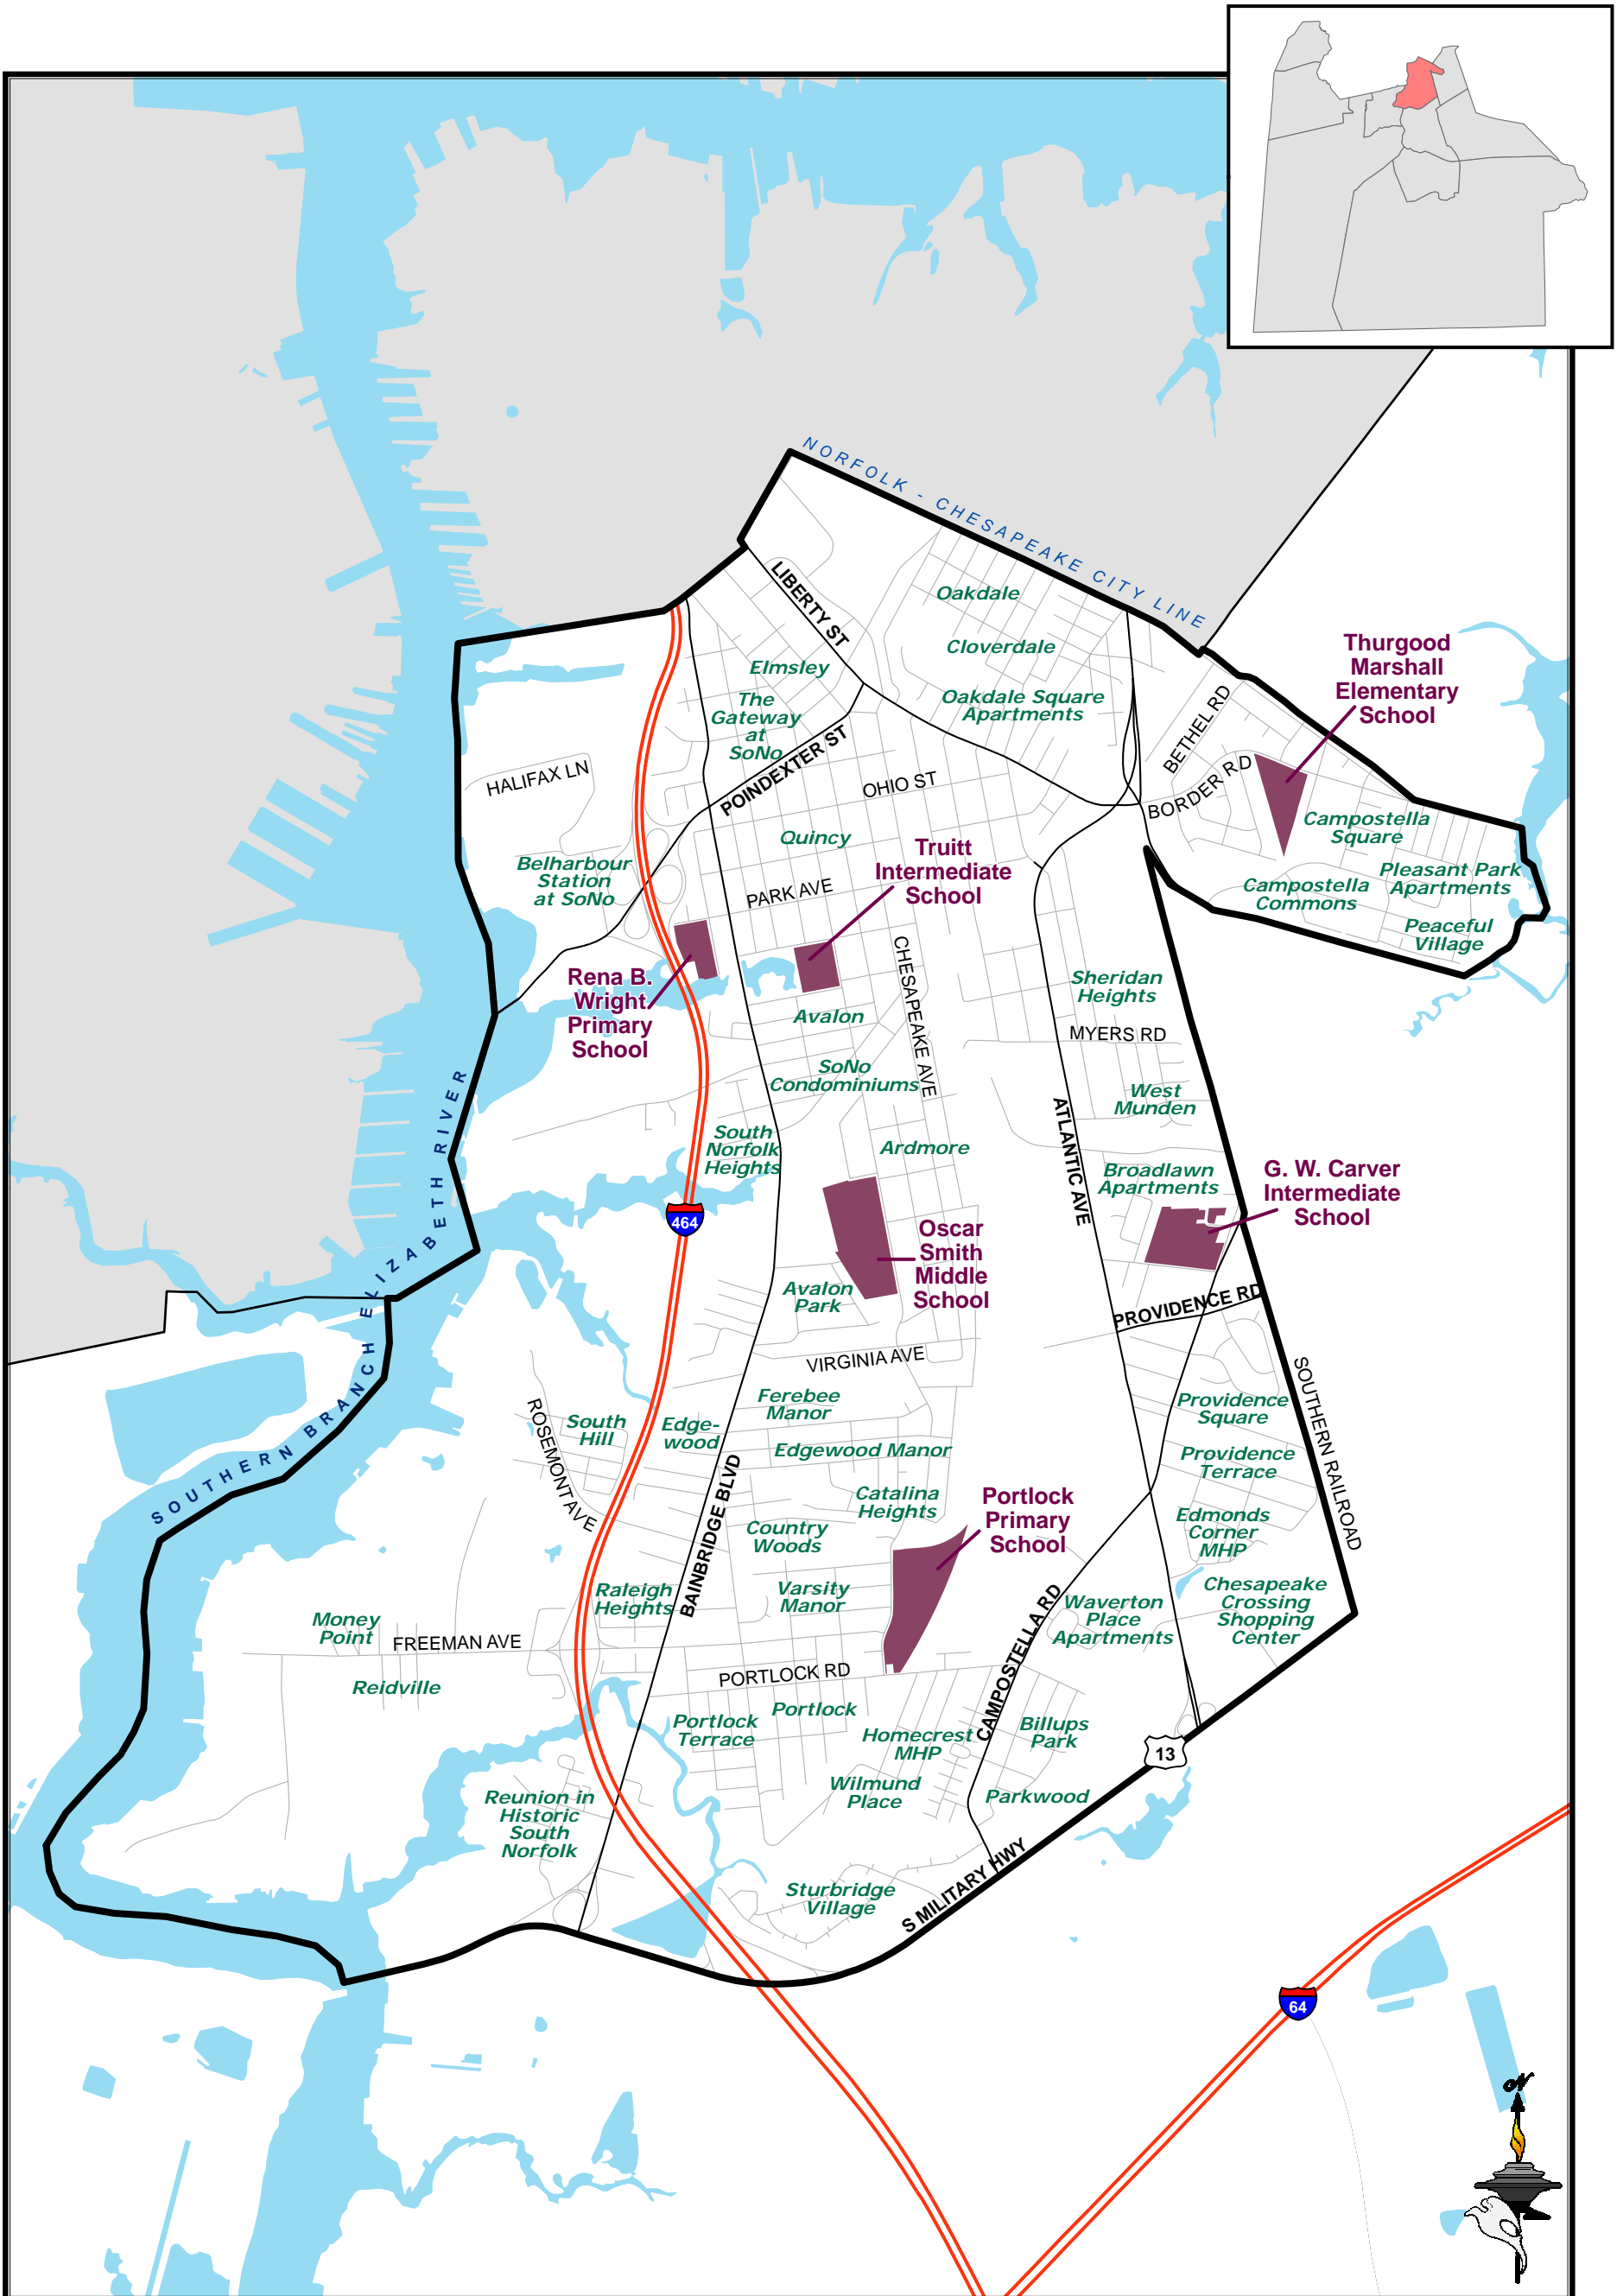 NORFOLK - CHESAPEAKE CITY LINE
LIBERTY ST
Oakdale
Cloverdale
Thurgood
Marshall
Elementary
School
Elmsley
The
Gateway
at
SoNo
Oakdale Square
Apartments
BETHEL RD
POINDEXTER ST
HALIFAX LN
OHIO ST
BORDER RD
Campostella
Square
Quincy
Truitt
Intermediate
School
Belharbour
Station
at SoNo
PARK AVE
Pleasant Park
Apartments
Campostella
Commons
Peaceful
Village
CHESAPEAKE AVE
Rena B.
Wright
Primary
School
Sheridan
Heights
Avalon
MYERS RD
SoNo
Condominiums
West
Munden
ATLANTIC AVE
South
Norfolk
Heights
Ardmore
Broadlawn
Apartments
G. W. Carver
Intermediate
School
464
Oscar
Smith
Middle
School
Avalon
Park
PROVIDENCE RD
SOUTHERN BRANCH ELIZABETH RIVER
VIRGINIA AVE
SOUTHERN RAILROAD
Ferebee
Manor
ROSEMONT AVE
South
Hill
Edge-
wood
Providence
Square
Edgewood Manor
Providence
Terrace
BAINBRIDGE BLVD
Catalina
Heights
Portlock
Primary
School
Country
Woods
Edmonds
Corner
MHP
Raleigh
Heights
Varsity
Manor
CAMPOSTELLA RD
Waverton
Place
Apartments
Chesapeake
Crossing
Shopping
Center
Money
Point
FREEMAN AVE
Reidville
PORTLOCK RD
Portlock
Portlock
Terrace
Homecrest
MHP
Billups
Park
13
Wilmund
Place
Parkwood
Reunion in
Historic
South
Norfolk
Sturbridge
Village
S MILITARY HWY
64
N